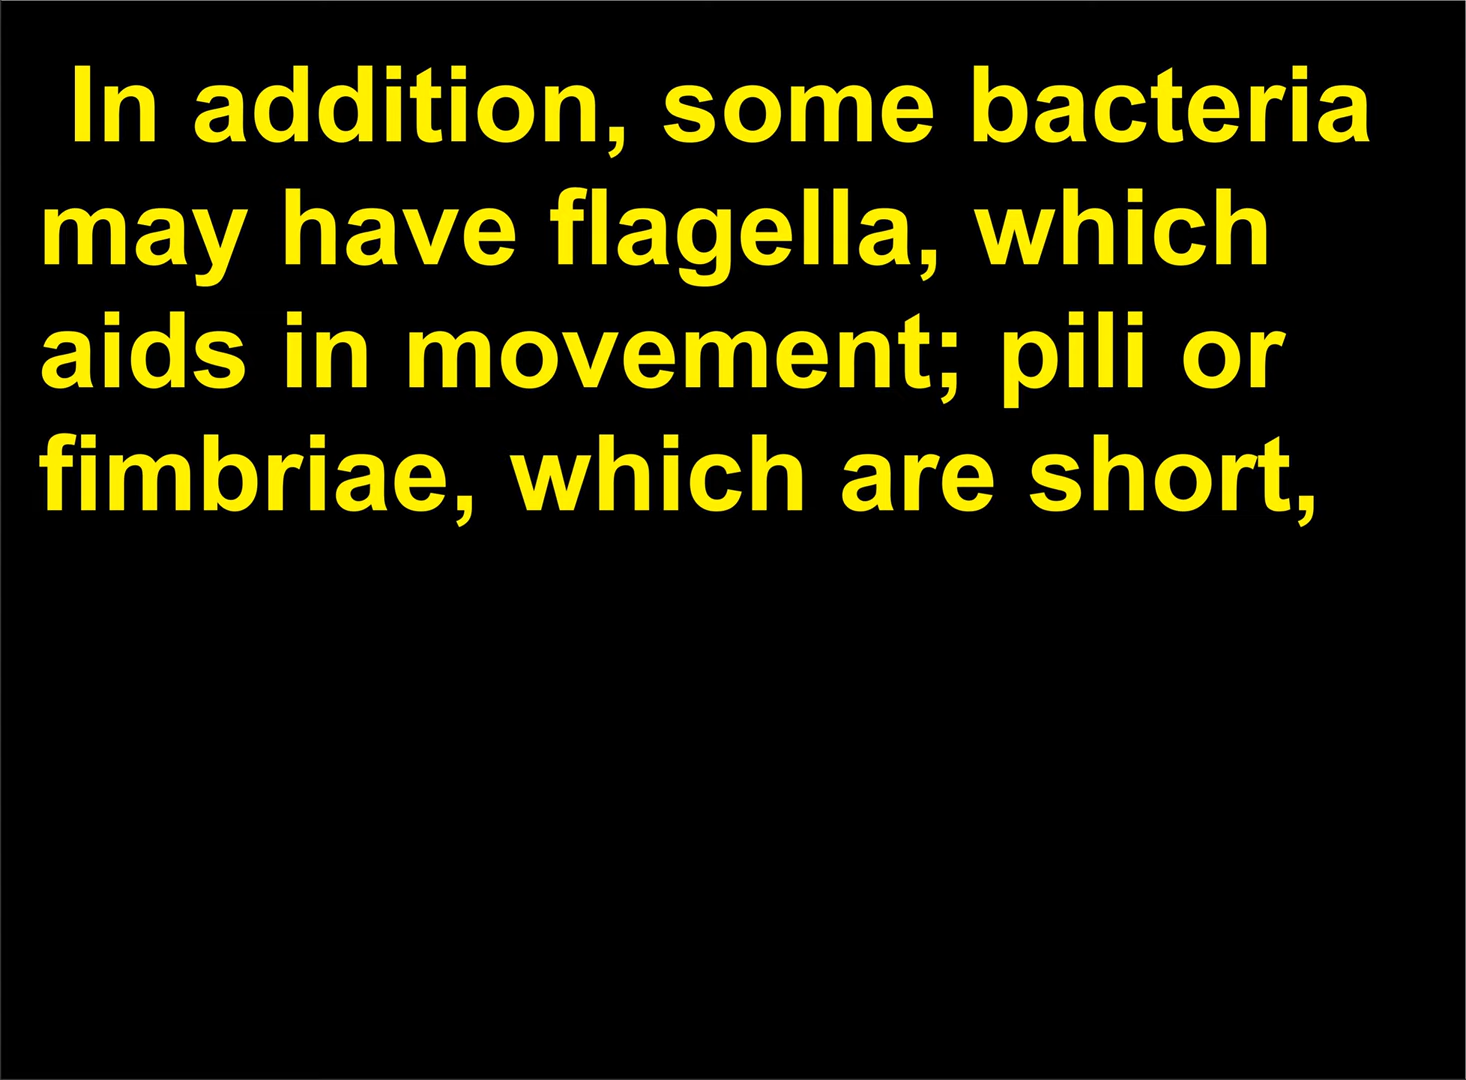 In addition, some bacteria
may have flagella, which
aids in movement; pili or
fimbriae, which are short,